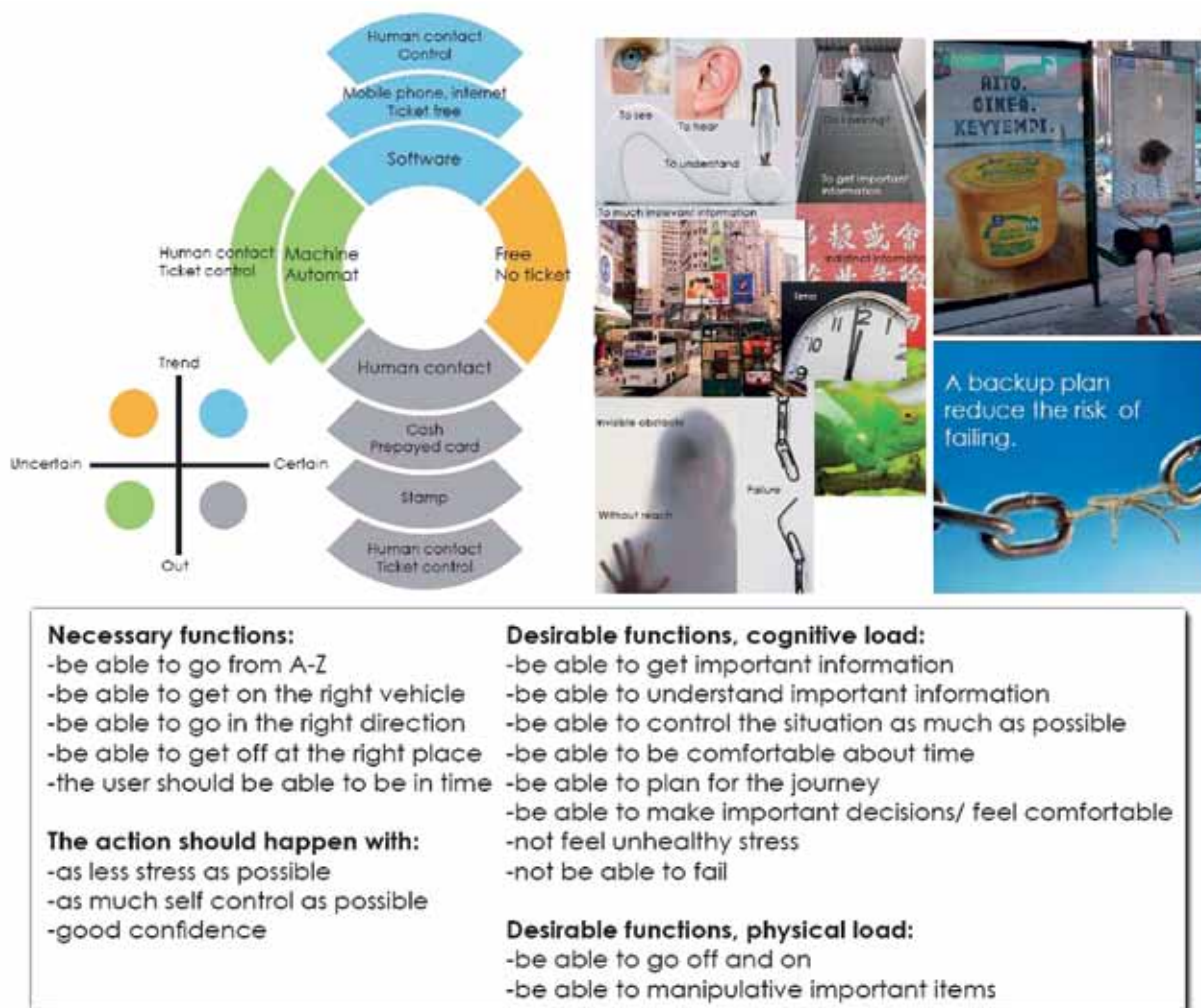 Human contact
Control
Mobile phone, internet
Ticket free
Software
Human contact
Ticket control
Machine
Automat
Free
No ticket
Human contact
Cash
Prepayed card
Stamp
Human contact
Ticket control
Trend
Uncertain
Certain
Out
To see
To hear
To understand
To get important
information
To much irrelevant information
Time
11
12
1
10
9
Invisible obstacle
Without reach
Failure
AITO.
OIKEA.
A backup plan
reduce the risk of
failing.
Necessary functions:
-be able to go from A-Z
-be able to get on the right vehicle
-be able to go in the right direction
-be able to get off at the right place
-the user should be able to be in time
The action should happen with:
-as less stress as possible
-as much self control as possible
-good confidence
Desirable functions, cognitive load:
-be able to get important information
-be able to understand important information
-be able to control the situation as much as possible
-be able to be comfortable about time
-be able to plan for the journey
-be able to make important decisions/ feel comfortable
-not feel unhealthy stress
-not be able to fail
Desirable functions, physical load:
-be able to go off and on
-be able to manipulative important items